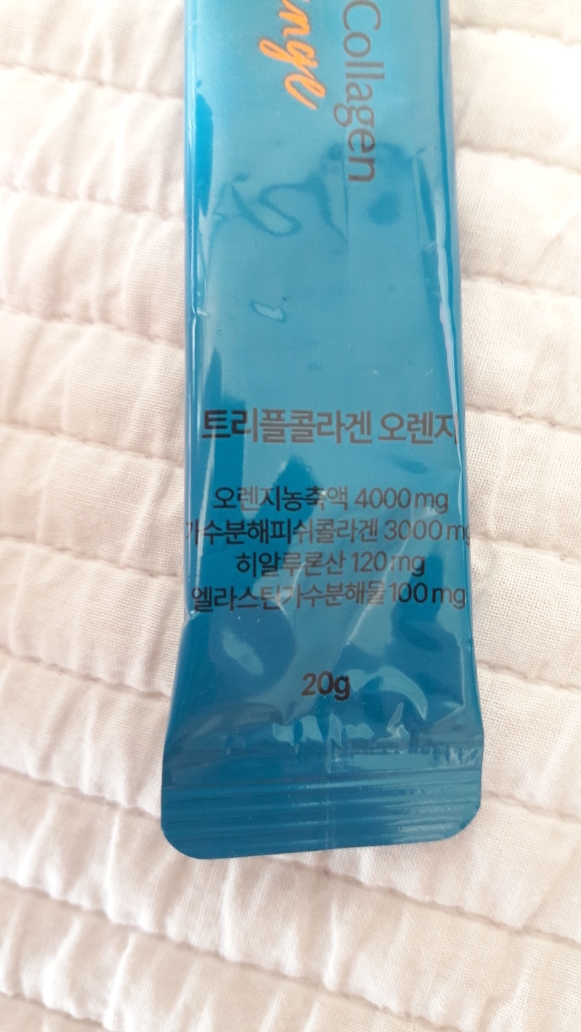 Collagen
트리플콜라겐 오렌지
오렌지농축액 4000mg
가수분해피쉬콜라겐 3000mg
히알루론산 120mg
엘라스틴가수분해물 100mg
20g